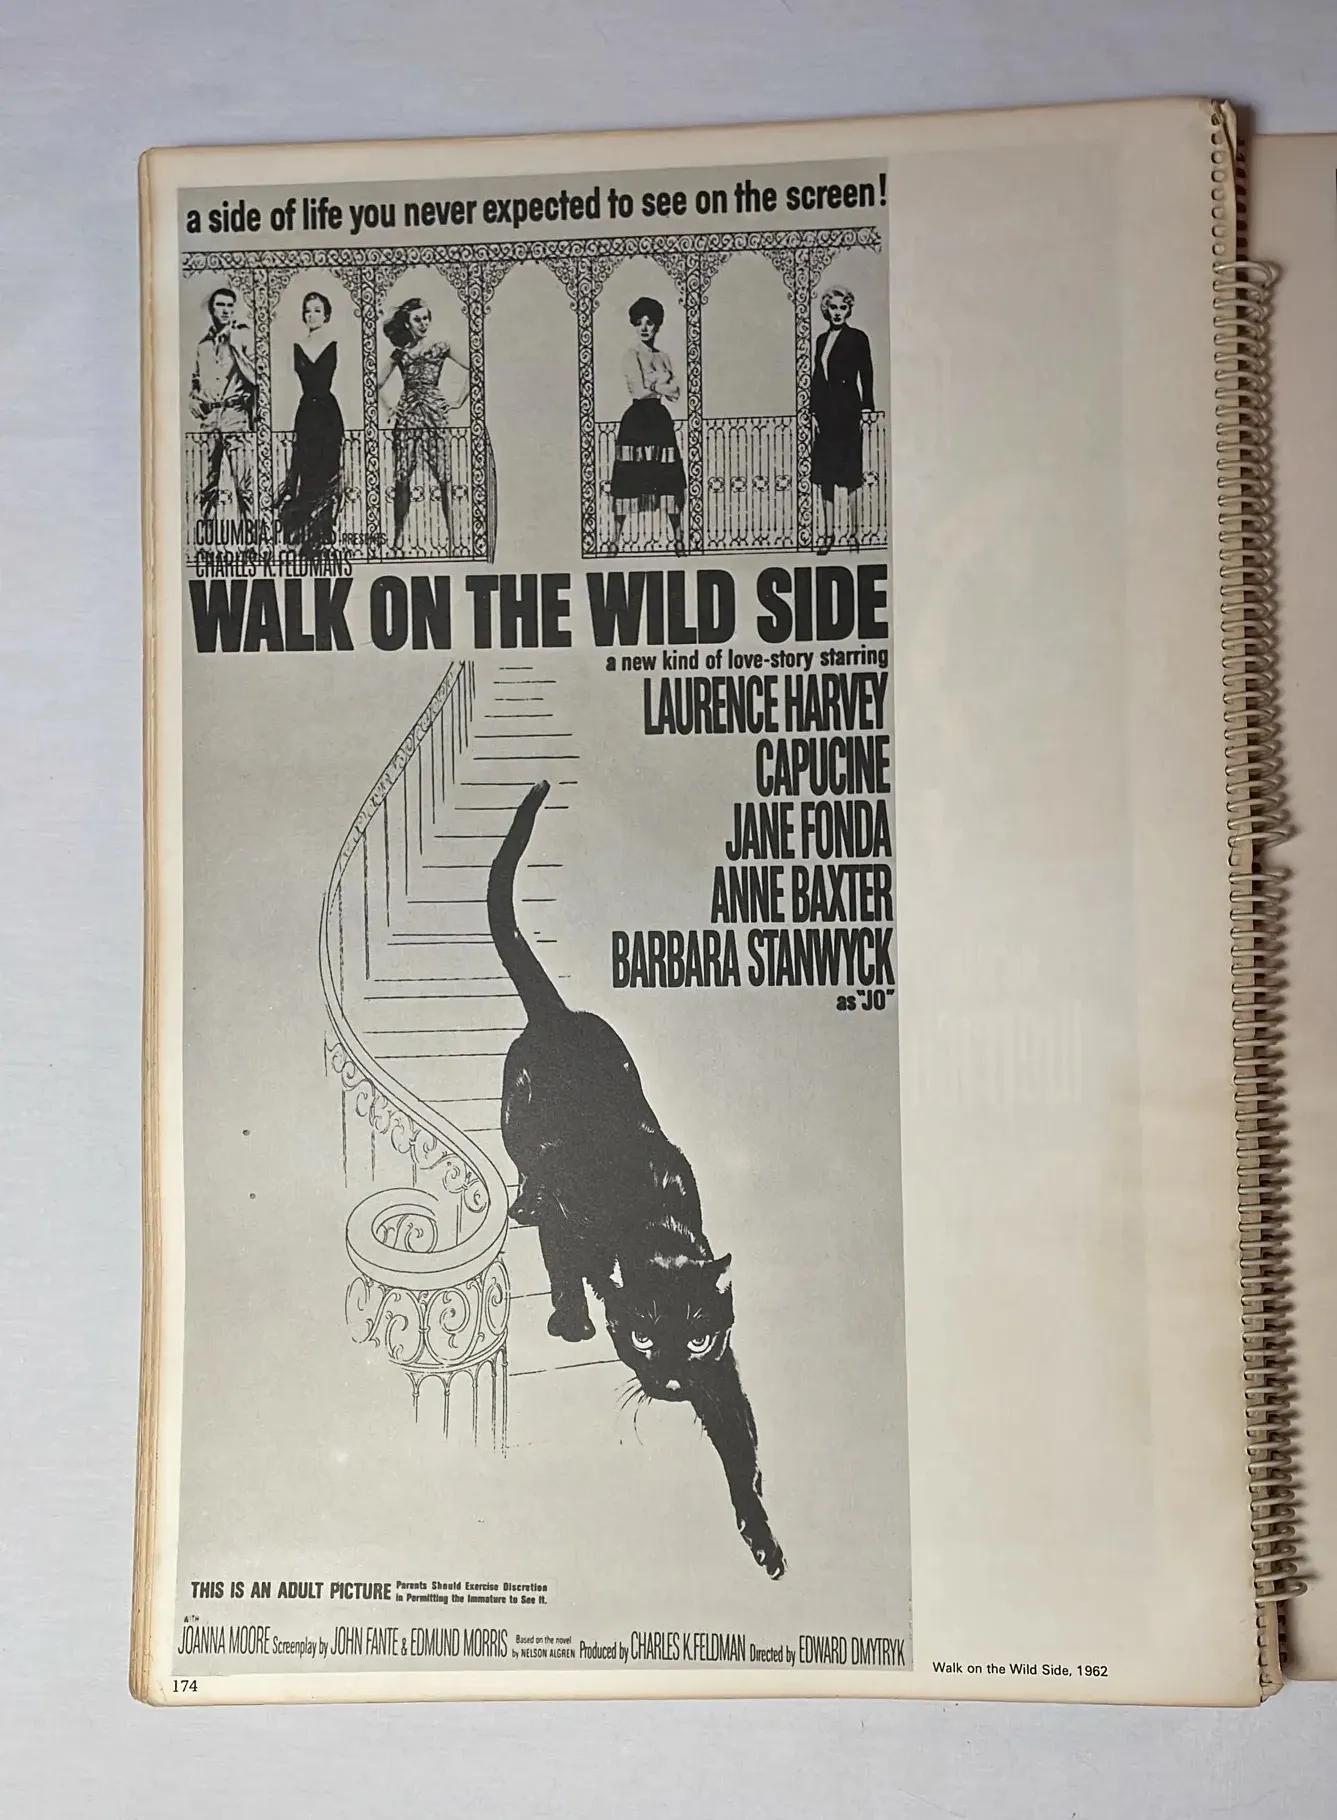 a side of life you never expected to see on the screen!
COLUMBIA PRESENTS
CHARLES K. FELDMAN'S
WALK ON THE WILD SIDE
a new kind of love-story starring
LAURENCE HARVEY
CAPUCINE
JANE FONDA
ANNE BAXTER
BARBARA STANWYCK
as "JO"
THIS IS AN ADULT PICTURE Parents Should Exercise Discretion
in Permitting the Immature to See It.
WITH
JOANNA MOORE Screenplay by JOHN FANTE & EDMUND MORRIS Based on the novel
by NELSON ALGREN Produced by CHARLES K. FELDMAN Directed by EDWARD DMYTRYK
Walk on the Wild Side, 1962
174